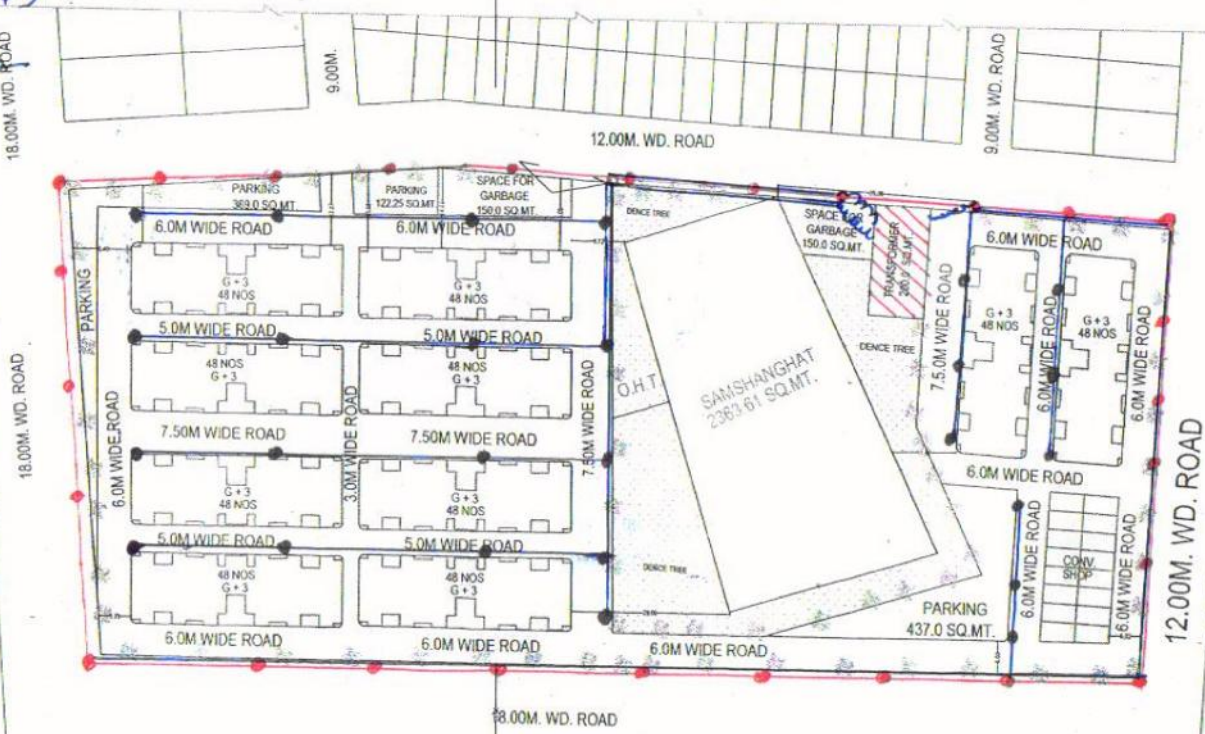 18.00M. WD. ROAD
9.00M.
12.00M. WD. ROAD
9.00M. WD. ROAD
PARKING
369.0 SQ.MT.
PARKING
122.25 SQ.MT.
SPACE FOR
GARBAGE
150.0 SQ.MT.
DENCE TREE
SPACE FOR
GARBAGE
150.0 SQ.MT.
TRANSFORMER
6.0M WIDE ROAD
6.0M WIDE ROAD
6.0M WIDE ROAD
PARKING
G + 3
48 NOS
G + 3
48 NOS
G + 3
48 NOS
G + 3
48 NOS
5.0M WIDE ROAD
5.0M WIDE ROAD
7.5.0M WIDE ROAD
6.0M WIDE ROAD
6.0M WIDE ROAD
DENCE TREE
48 NOS
G + 3
48 NOS
G + 3
O.H.T.
SAMSHANGHAT
2363.61 SQ.MT.
18.00M. WD. ROAD
6.0M WIDE ROAD
7.50M WIDE ROAD
3.0M WIDE ROAD
7.50M WIDE ROAD
7.50M WIDE ROAD
6.0M WIDE ROAD
12.00M. WD. ROAD
G + 3
48 NOS
G + 3
48 NOS
5.0M WIDE ROAD
5.0M WIDE ROAD
6.0M WIDE ROAD
CONV
SHOP
6.0M WIDE ROAD
48 NOS
G + 3
48 NOS
G + 3
DENCE TREE
PARKING
437.0 SQ.MT.
6.0M WIDE ROAD
6.0M WIDE ROAD
6.0M WIDE ROAD
18.00M. WD. ROAD